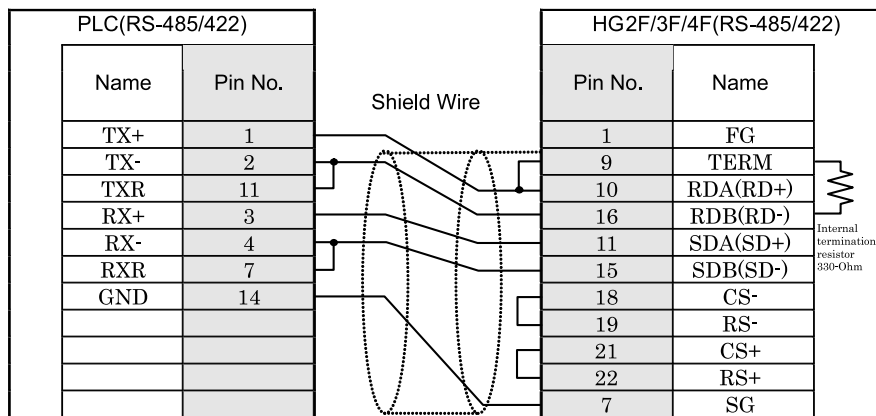 PLC(RS-485/422) HG2F/3F/4F(RS-485/422)
Name Pin No. Shield Wire Pin No. Name
TX+ 1 1 FG
TX- 2 9 TERM
TXR 11 10 RDA(RD+)
RX+ 3 16 RDB(RD-)
RX- 4 11 SDA(SD+)
RXR 7 15 SDB(SD-)
GND 14 18 CS-
19 RS-
21 CS+
22 RS+
7 SG
Internal
termination
resistor
330-Ohm